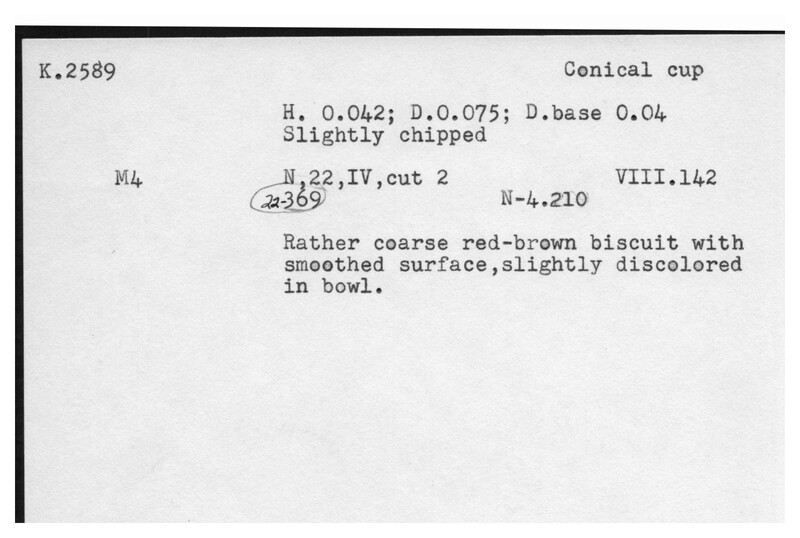 K.2589 Conical cup
H. 0.042; D.0.075; D.base 0.04
Slightly chipped
M4 N,22,IV,cut 2 VIII.142
22-369 N-4.210
Rather coarse red-brown biscuit with
smoothed surface,slightly discolored
in bowl.